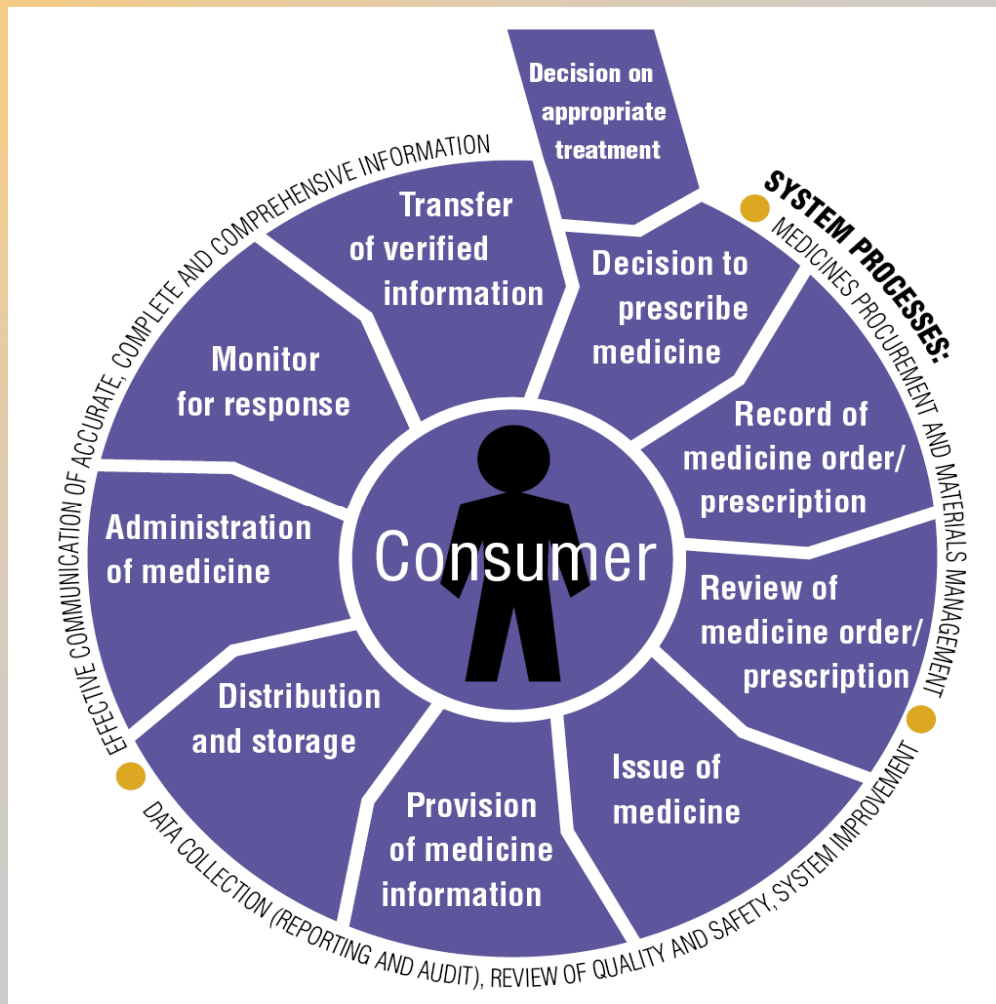 Decision on
appropriate
treatment
Decision to
prescribe
medicine
Record of
medicine order/
prescription
Review of
medicine order/
prescription
Issue of
medicine
Provision
of medicine
information
Distribution
and storage
Administration
of medicine
Monitor
for response
Transfer
of verified
information
Consumer
SYSTEM PROCESSES:
MEDICINES PROCUREMENT AND MATERIALS MANAGEMENT
DATA COLLECTION (REPORTING AND AUDIT), REVIEW OF QUALITY AND SAFETY, SYSTEM IMPROVEMENT
EFFECTIVE COMMUNICATION OF ACCURATE, COMPLETE AND COMPREHENSIVE INFORMATION